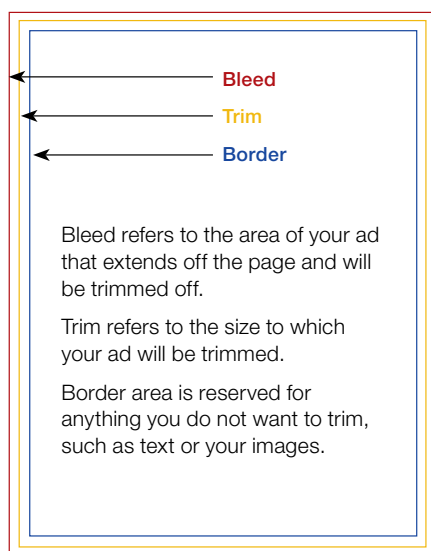 Bleed
Trim
Border
Bleed refers to the area of your ad
that extends off the page and will
be trimmed off.
Trim refers to the size to which
your ad will be trimmed.
Border area is reserved for
anything you do not want to trim,
such as text or your images.